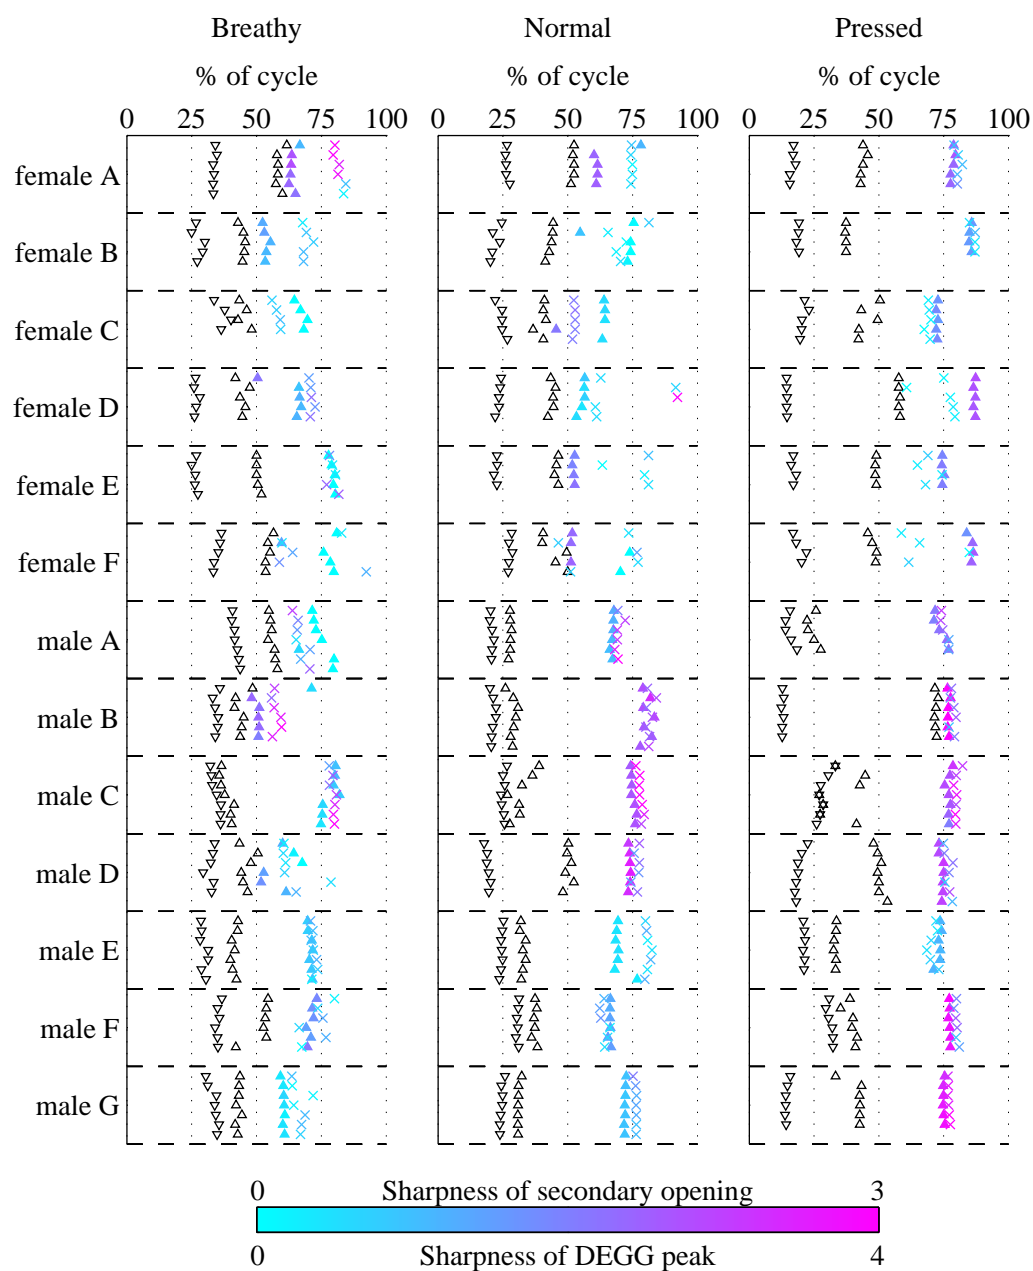 Breathy Normal Pressed
% of cycle % of cycle % of cycle
0 25 50 75 100 0 25 50 75 100 0 25 50 75 100
female A
female B
female C
female D
female E
female F
male A
male B
male C
male D
male E
male F
male G
0 Sharpness of secondary opening 3
0 Sharpness of DEGG peak 4